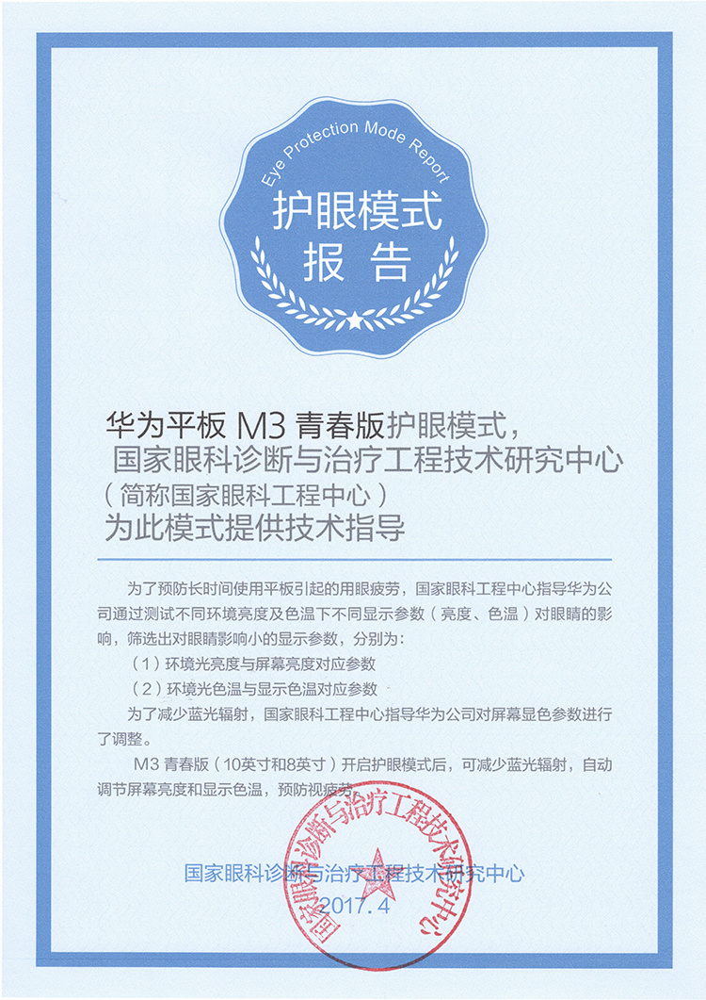 Eye Protection Mode Report
护眼模式
报 告
华为平板 M3 青春版护眼模式，
国家眼科诊断与治疗工程技术研究中心
（简称国家眼科工程中心）
为此模式提供技术指导
为了预防长时间使用平板引起的用眼疲劳，国家眼科工程中心指导华为公
司通过测试不同环境亮度及色温下不同显示参数（亮度、色温）对眼睛的影
响，筛选出对眼睛影响小的显示参数，分别为：
（1）环境光亮度与屏幕亮度对应参数
（2）环境光色温与显示色温对应参数
为了减少蓝光辐射，国家眼科工程中心指导华为公司对屏幕显色参数进行
了调整。
M3 青春版（10英寸和8英寸）开启护眼模式后，可减少蓝光辐射，自动
调节屏幕亮度和显示色温，预防视疲劳。
国家眼科诊断与治疗工程技术研究中心
2017. 4
国家眼科诊断与治疗工程技术研究中心